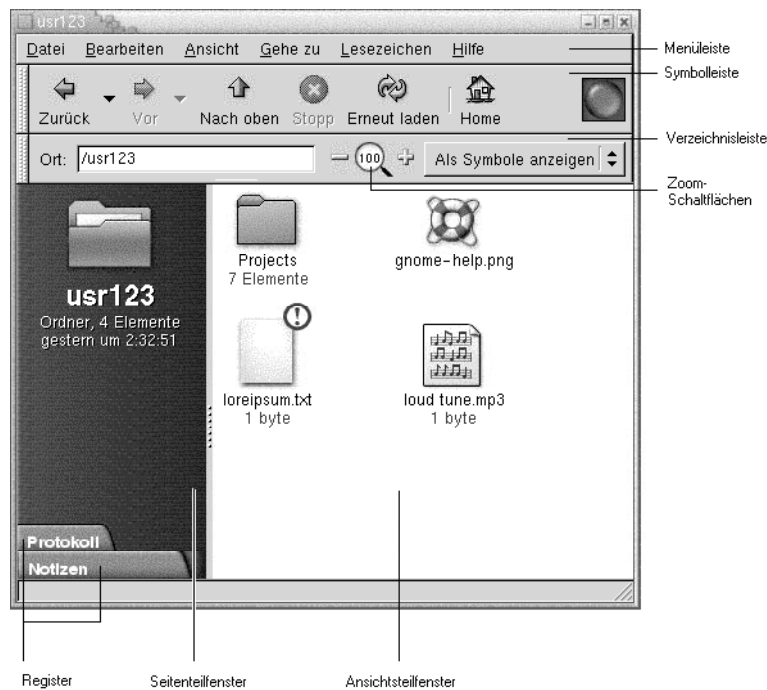 usr123
Datei Bearbeiten Ansicht Gehe zu Lesezeichen Hilfe
Menüleiste
Symbolleiste
Zurück Vor Nach oben Stopp Erneut laden Home
Verzeichnisleiste
Ort: /usr123 100 Als Symbole anzeigen
Zoom-
Schaltflächen
usr123
Ordner, 4 Elemente
gestern um 2:32:51
Projects
7 Elemente
gnome-help.png
loreipsum.txt
1 byte
loud tune.mp3
1 byte
Protokoll
Notizen
Register Seitenteilfenster Ansichtsteilfenster